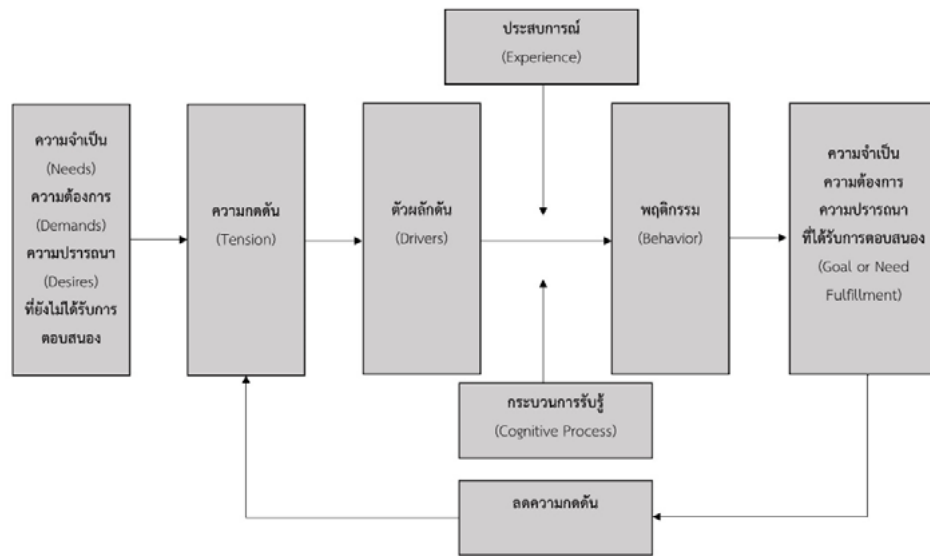 ประสบการณ์
(Experience)
ความจำเป็น
(Needs)
ความต้องการ
(Demands)
ความปรารถนา
(Desires)
ที่ยังไม่ได้รับการ
ตอบสนอง
ความกดดัน
(Tension)
ตัวผลักดัน
(Drivers)
พฤติกรรม
(Behavior)
ความจำเป็น
ความต้องการ
ความปรารถนา
ที่ได้รับการตอบสนอง
(Goal or Need
Fulfillment)
กระบวนการรับรู้
(Cognitive Process)
ลดความกดดัน